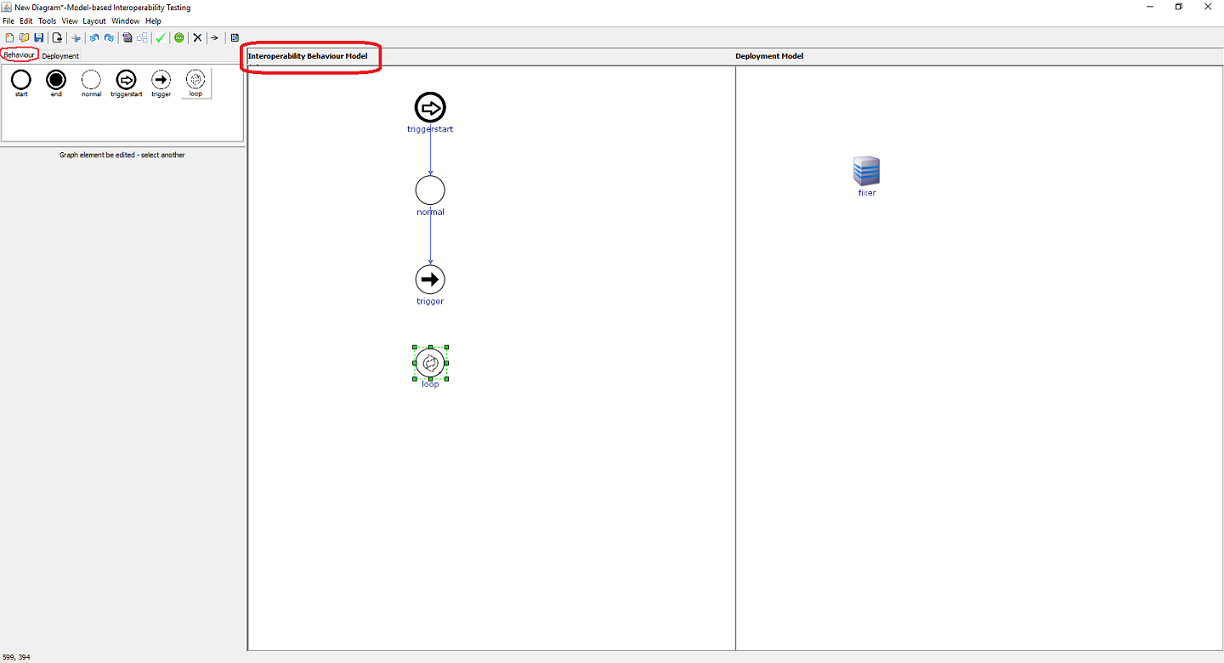 New Diagram*-Model-based Interoperability Testing
File Edit Tools View Layout Window Help
Behaviour Deployment
start end normal triggerstart trigger loop
Graph element be edited - select another
Interoperability Behaviour Model
Deployment Model
triggerstart
normal
trigger
loop
fixer
599, 394